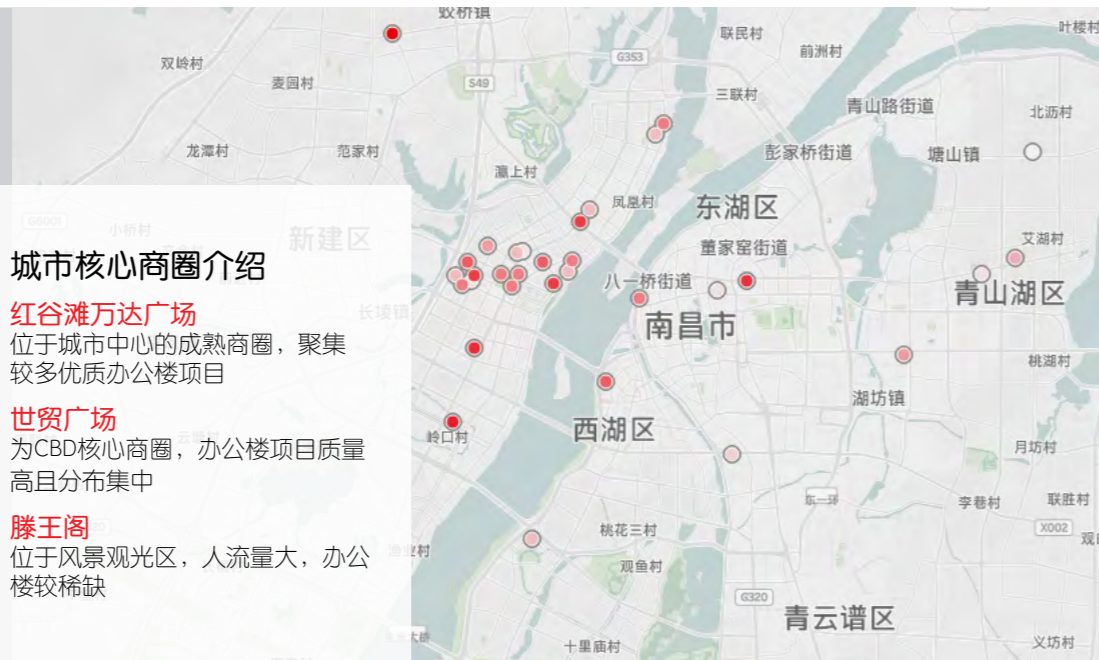 蛟桥镇
叶楼村
联民村
前洲村
G353
双岭村
麦园村
S49
三联村
青山路街道
北沥村
龙潭村
范家村
彭家桥街道
塘山镇
瀛上村
凤凰村
东湖区
G6001
小桥村
新建区
董家窑街道
艾湖村
城市核心商圈介绍
八一桥街道
青山湖区
红谷滩万达广场
长堎镇
南昌市
位于城市中心的成熟商圈，聚集
较多优质办公楼项目
桃湖村
湖坊镇
世贸广场
西湖区
岭口村
为CBD核心商圈，办公楼项目质量
高且分布集中
月坊村
东一环
李巷村
联胜村
滕王阁
X002
桃花三村
位于风景观光区，人流量大，办公
楼较稀缺
渔业村
观鱼村
G320
青云谱区
十里庙村
义坊村